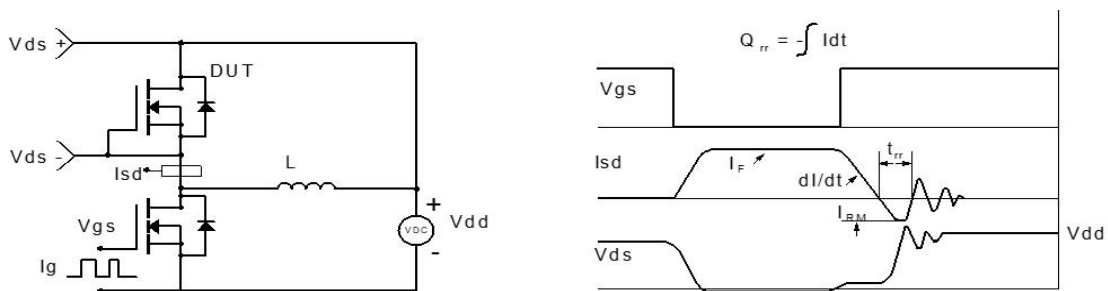 Vds +
DUT
Vds -
Isd
L
Vgs
+
VDC
Vdd
-
Ig
Q rr = - ∫ Idt
Vgs
Isd
I F
dI/dt
t rr
I RM
Vds
Vdd